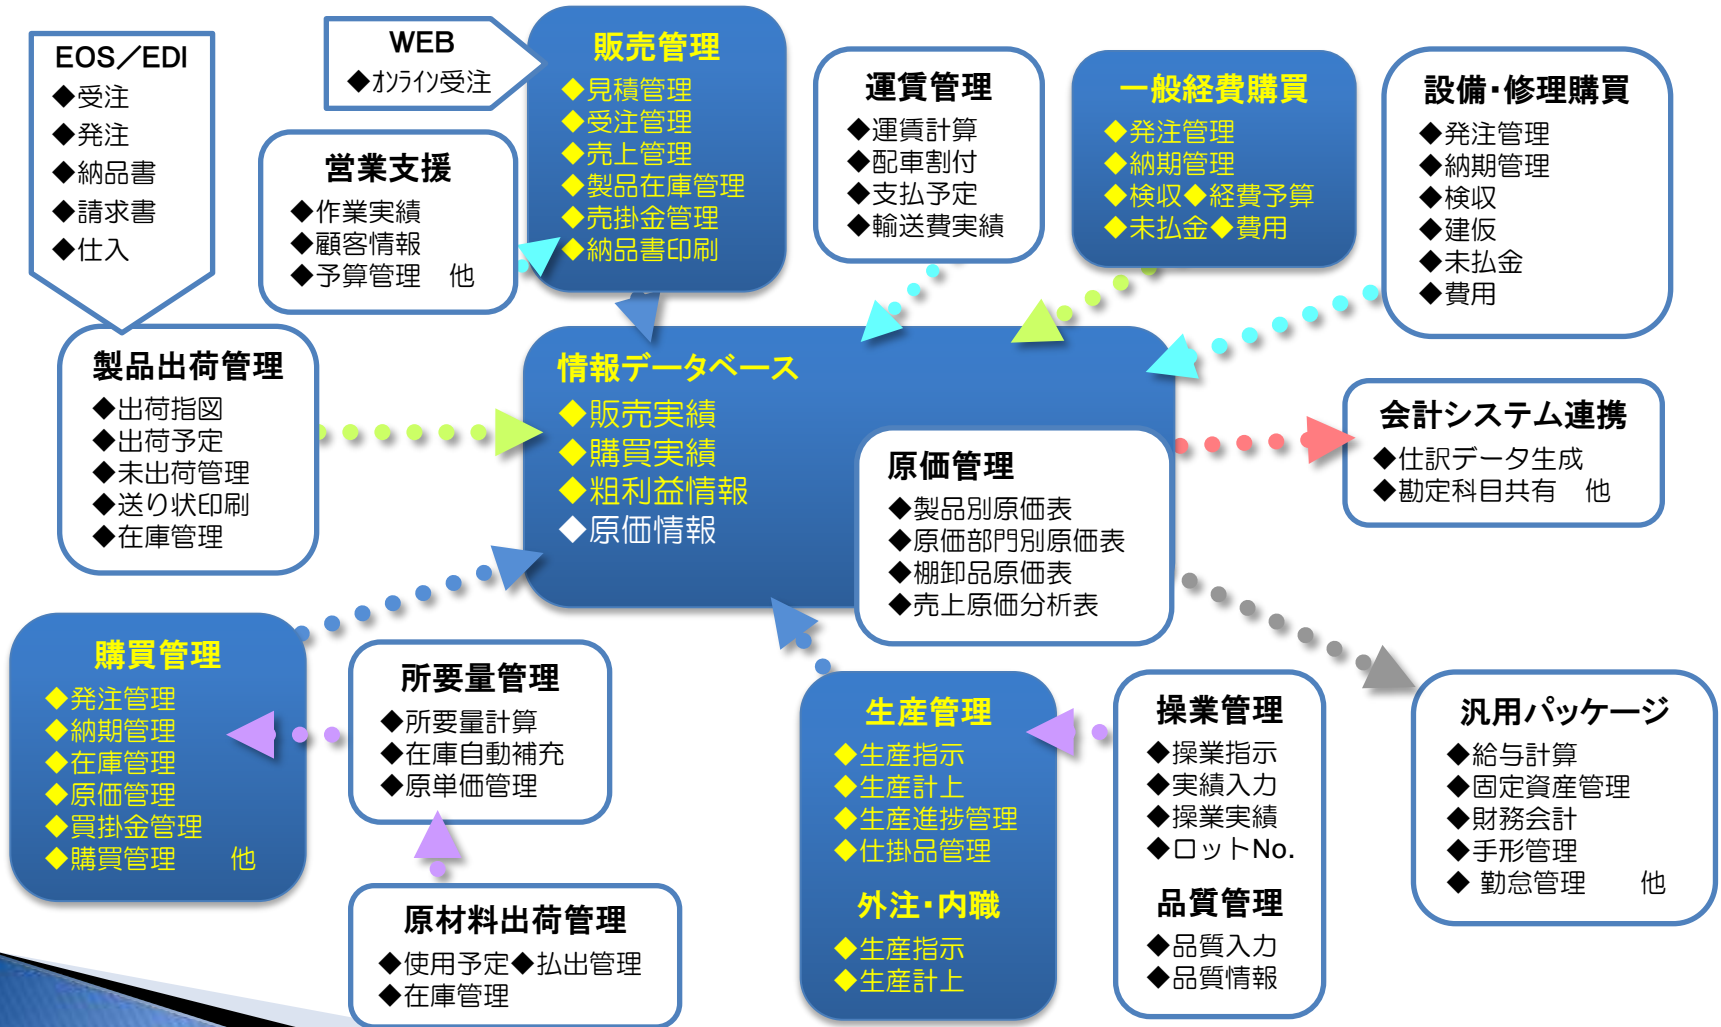 EOS／EDI
◆受注
◆発注
◆納品書
◆請求書
◆仕入
WEB
◆ｵﾝﾗｲﾝ受注
販売管理
◆見積管理
◆受注管理
◆売上管理
◆製品在庫管理
◆売掛金管理
◆納品書印刷
営業支援
◆作業実績
◆顧客情報
◆予算管理　他
運賃管理
◆運賃計算
◆配車割付
◆支払予定
◆輸送費実績
一般経費購買
◆発注管理
◆納期管理
◆検収◆経費予算
◆未払金◆費用
設備・修理購買
◆発注管理
◆納期管理
◆検収
◆建仮
◆未払金
◆費用
製品出荷管理
◆出荷指図
◆出荷予定
◆未出荷管理
◆送り状印刷
◆在庫管理
情報データベース
◆販売実績
◆購買実績
◆粗利益情報
◆原価情報
原価管理
◆製品別原価表
◆原価部門別原価表
◆棚卸品原価表
◆売上原価分析表
会計システム連携
◆仕訳データ生成
◆勘定科目共有　他
購買管理
◆発注管理
◆納期管理
◆在庫管理
◆原価管理
◆買掛金管理
◆購買管理　　他
所要量管理
◆所要量計算
◆在庫自動補充
◆原単価管理
原材料出荷管理
◆使用予定◆払出管理
◆在庫管理
生産管理
◆生産指示
◆生産計上
◆生産進捗管理
◆仕掛品管理
外注・内職
◆生産指示
◆生産計上
操業管理
◆操業指示
◆実績入力
◆操業実績
◆ロットNo.
品質管理
◆品質入力
◆品質情報
汎用パッケージ
◆給与計算
◆固定資産管理
◆財務会計
◆手形管理
◆ 勤怠管理　　他